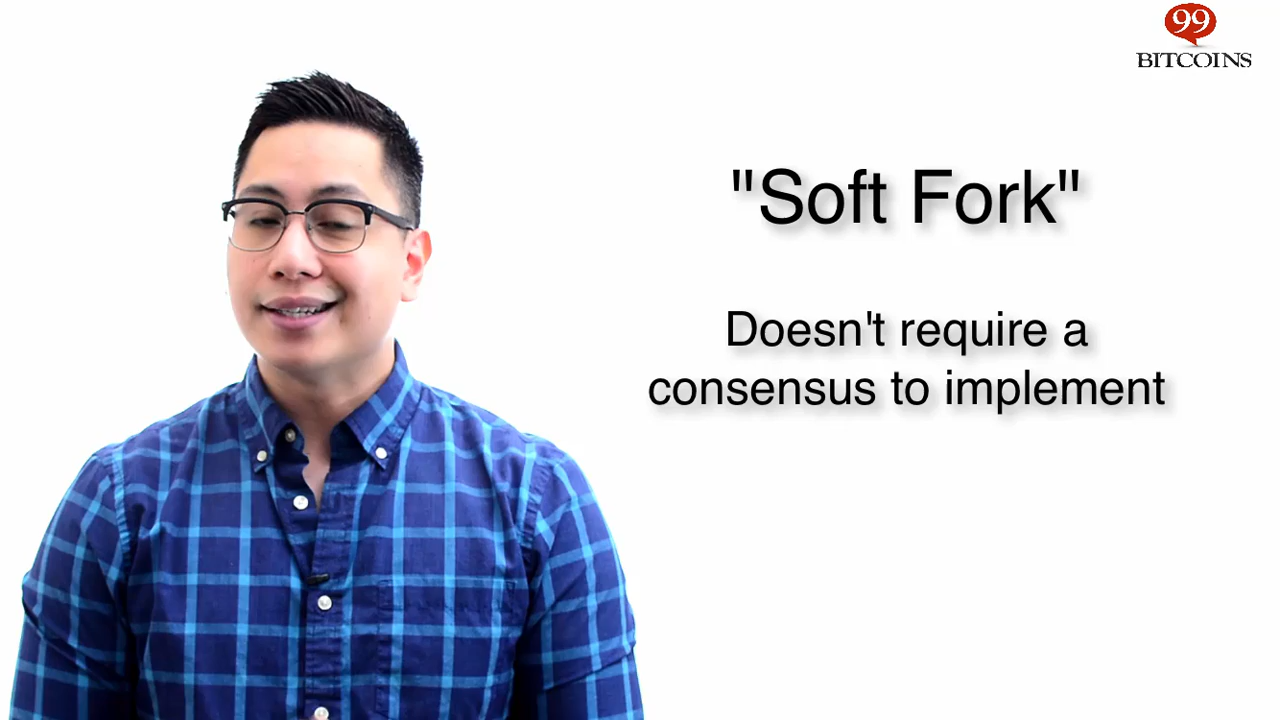 99
BITCOINS
"Soft Fork"
Doesn't require a
consensus to implement